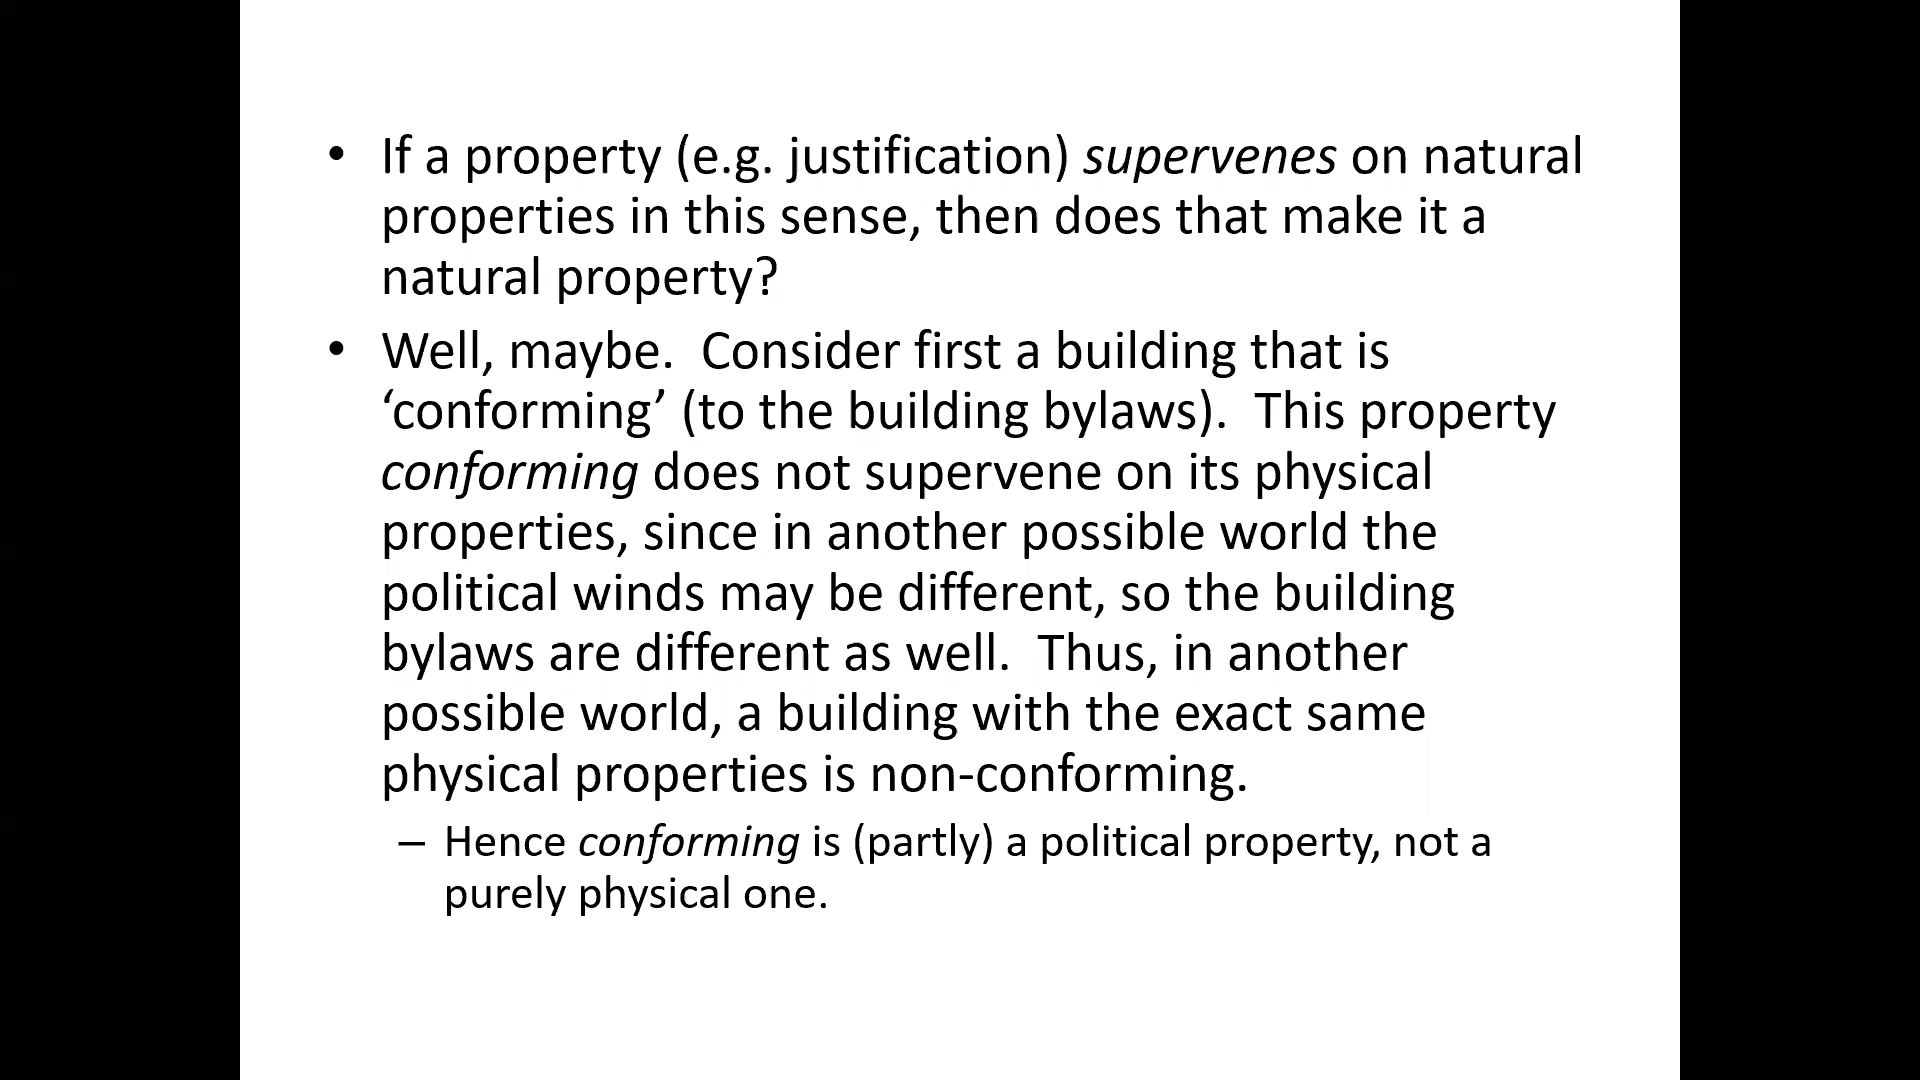 • If a property (e.g. justification) supervenes on natural
properties in this sense, then does that make it a
natural property?
• Well, maybe.  Consider first a building that is
‘conforming’ (to the building bylaws).  This property
conforming does not supervene on its physical
properties, since in another possible world the
political winds may be different, so the building
bylaws are different as well.  Thus, in another
possible world, a building with the exact same
physical properties is non-conforming.
– Hence conforming is (partly) a political property, not a
purely physical one.